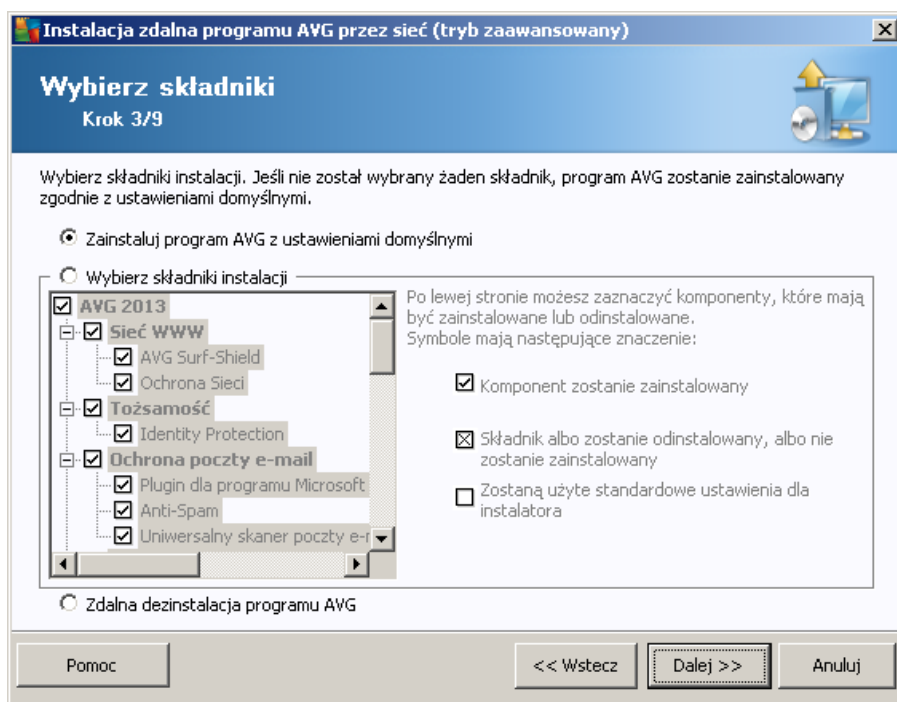 Instalacja zdalna programu AVG przez sieć (tryb zaawansowany)
Wybierz składniki
Krok 3/9
Wybierz składniki instalacji. Jeśli nie został wybrany żaden składnik, program AVG zostanie zainstalowany
zgodnie z ustawieniami domyślnymi.
Zainstaluj program AVG z ustawieniami domyślnymi
Wybierz składniki instalacji
AVG 2013
Sieć WWW
AVG Surf-Shield
Ochrona Sieci
Tożsamość
Identity Protection
Ochrona poczty e-mail
Plugin dla programu Microsoft
Anti-Spam
Uniwersalny skaner poczty e-
Po lewej stronie możesz zaznaczyć komponenty, które mają
być zainstalowane lub odinstalowane.
Symbole mają następujące znaczenie:
Komponent zostanie zainstalowany
Składnik albo zostanie odinstalowany, albo nie
zostanie zainstalowany
Zostaną użyte standardowe ustawienia dla
instalatora
Zdalna dezinstalacja programu AVG
Pomoc
<< Wstecz
Dalej >>
Anuluj